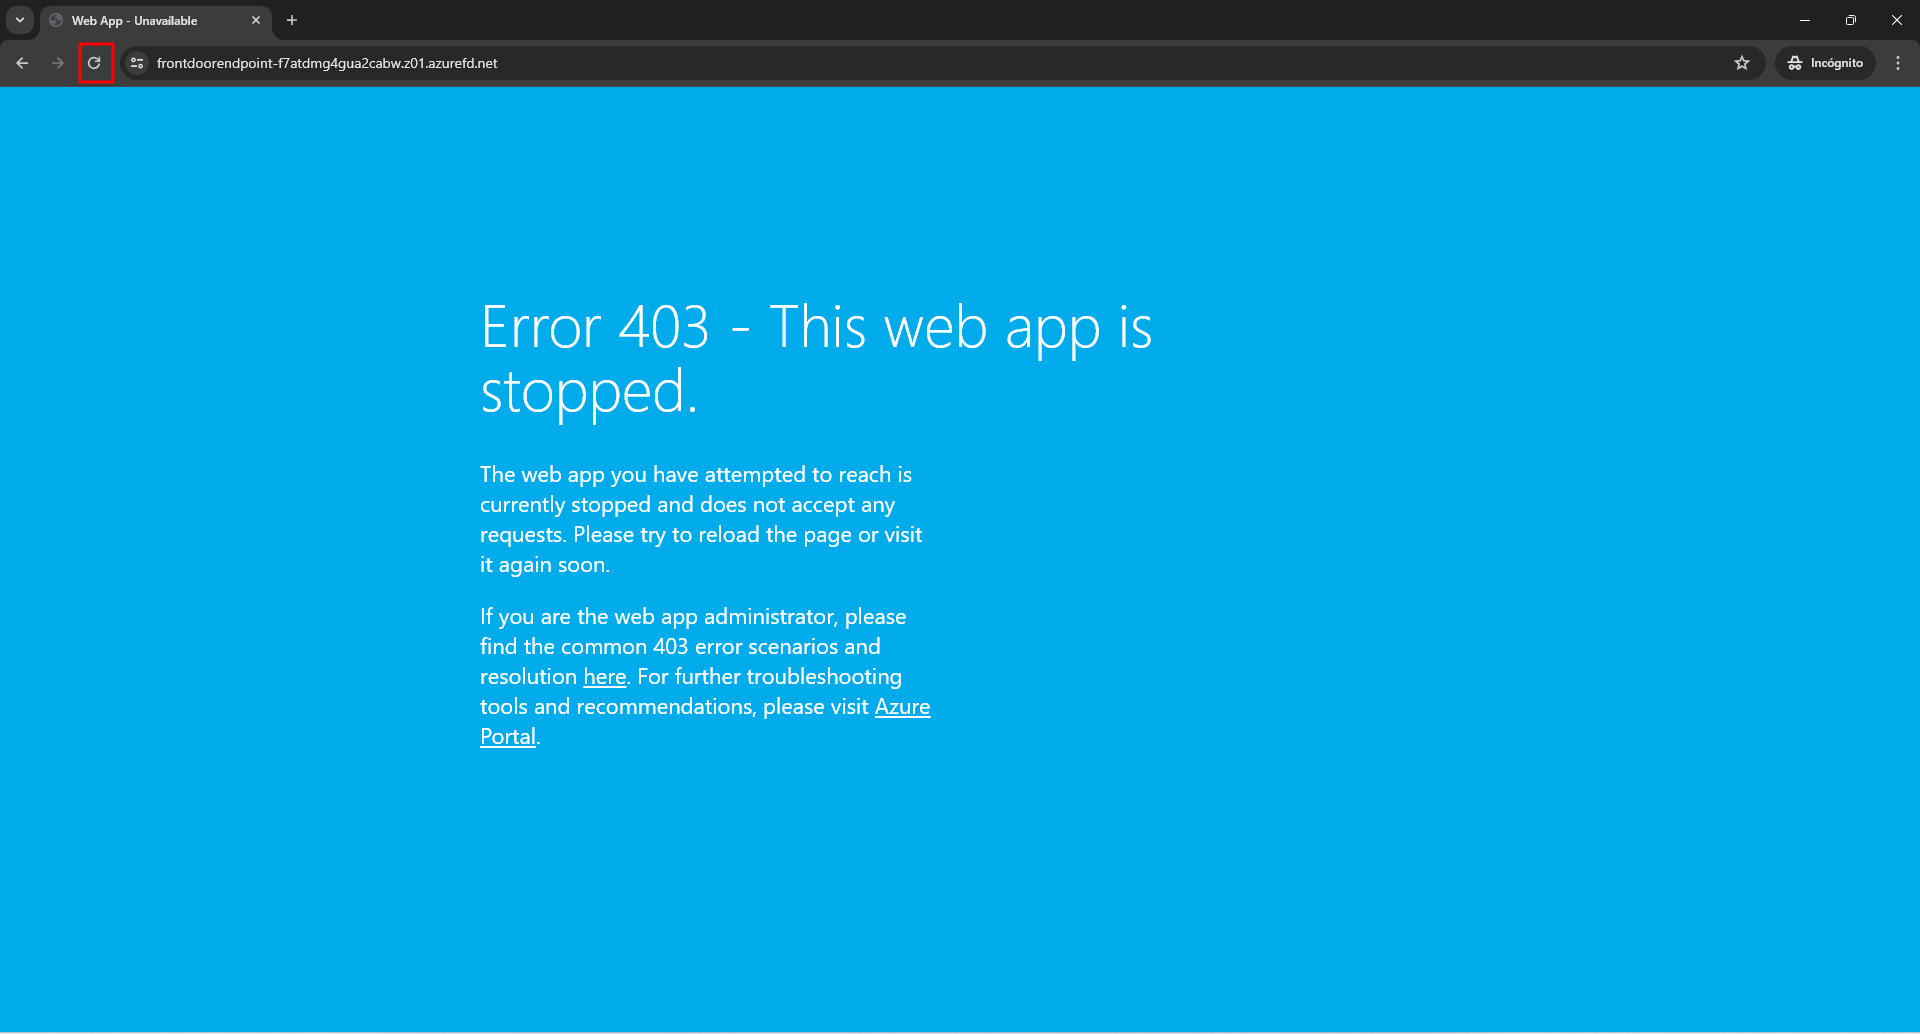 Web App - Unavailable
frontdoorendpoint-f7atdmg4gua2cabw.z01.azurefd.net
Incógnito
Error 403 - This web app is
stopped.
The web app you have attempted to reach is
currently stopped and does not accept any
requests. Please try to reload the page or visit
it again soon.
If you are the web app administrator, please
find the common 403 error scenarios and
resolution here. For further troubleshooting
tools and recommendations, please visit Azure
Portal.